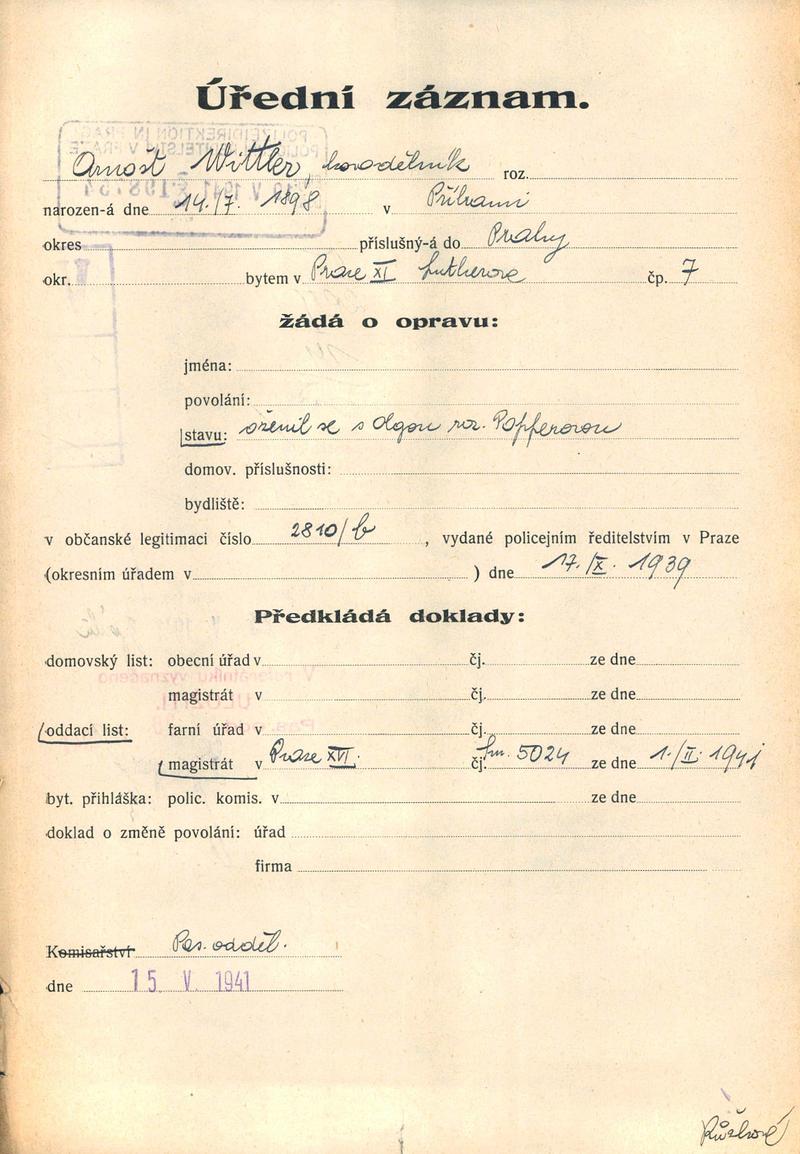 Úřední záznam.
Arnošt Wittler, kovodělník roz.
narozen-á dne 14./7. 1898 v Příbrami
okres příslušný-á do Prahy
okr. bytem v Praze XI Lutherova čp. 7
žádá o opravu:
jména:
povolání:
stavu: oženil se s Olgou roz. Popperovou
domov. příslušnosti:
bydliště:
v občanské legitimaci číslo 2810/b, vydané policejním ředitelstvím v Praze
(okresním úřadem v ) dne 17./X. 1939
Předkládá doklady:
domovský list: obecní úřad v čj. ze dne
magistrát v čj. ze dne
oddací list: farní úřad v čj. ze dne
magistrát v Praze XVI. čj. 5024 ze dne 1./II. 1941
byt. přihláška: polic. komis. v ze dne
doklad o změně povolání: úřad
firma
Komisařství Pas. odděl.
dne 15 V. 1941